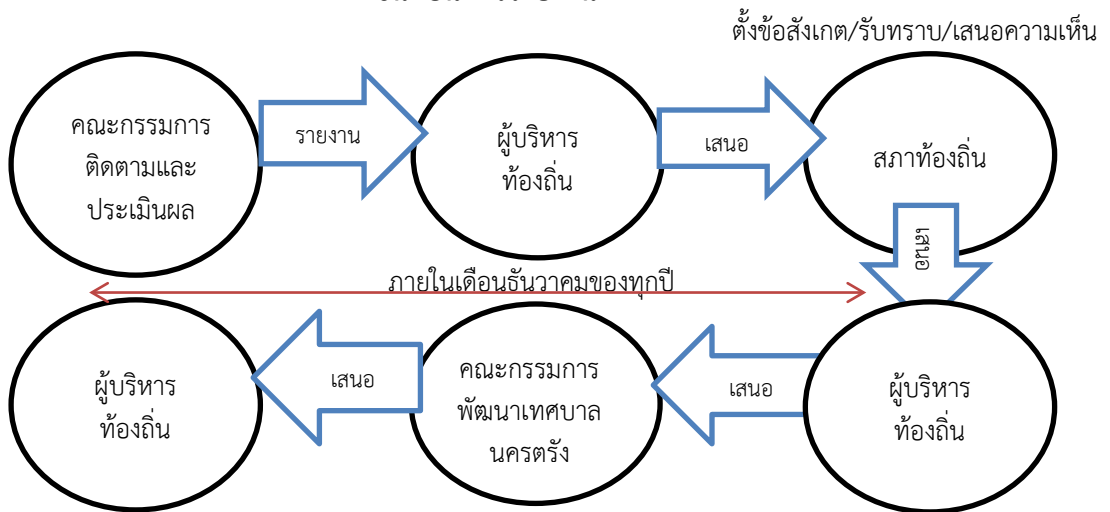 ตั้งข้อสังเกต/รับทราบ/เสนอความเห็น
คณะกรรมการ
ติดตามและ
ประเมินผล
รายงาน
ผู้บริหาร
ท้องถิ่น
เสนอ
สภาท้องถิ่น
เสนอ
ภายในเดือนธันวาคมของทุกปี
ผู้บริหาร
ท้องถิ่น
เสนอ
คณะกรรมการ
พัฒนาเทศบาล
นครตรัง
เสนอ
ผู้บริหาร
ท้องถิ่น